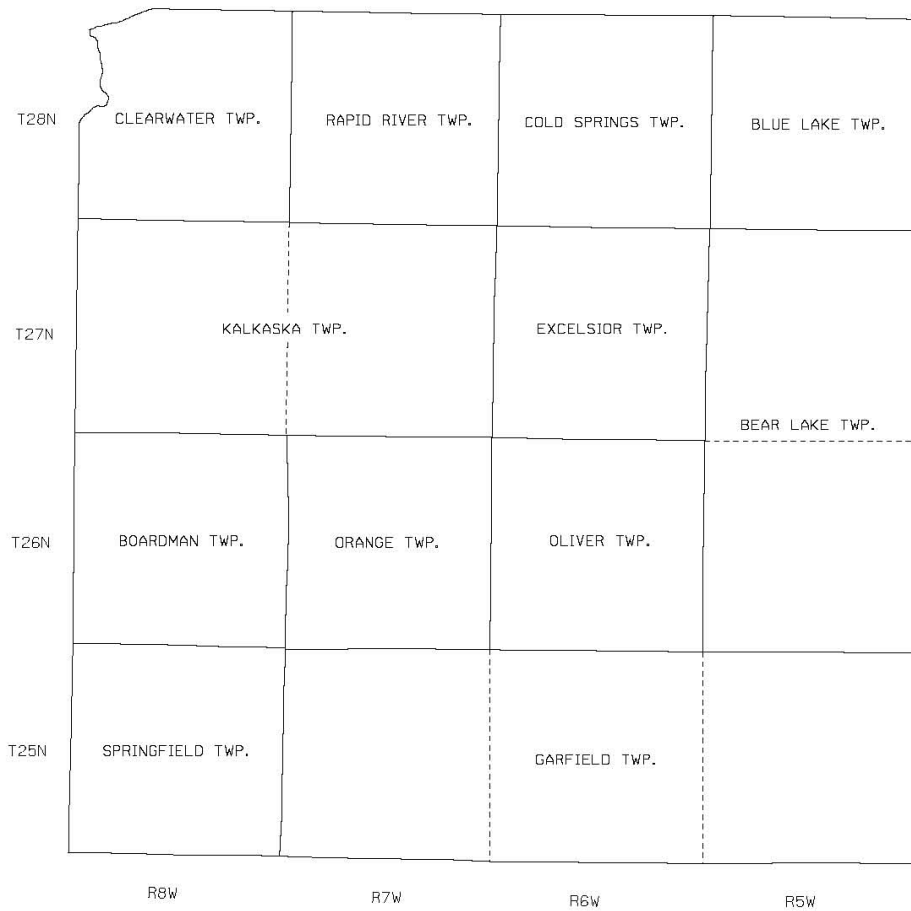 T28N
CLEARWATER TWP.
RAPID RIVER TWP.
COLD SPRINGS TWP.
BLUE LAKE TWP.
T27N
KALKASKA TWP.
EXCELSIOR TWP.
BEAR LAKE TWP.
T26N
BOARDMAN TWP.
ORANGE TWP.
OLIVER TWP.
T25N
SPRINGFIELD TWP.
GARFIELD TWP.
R8W
R7W
R6W
R5W